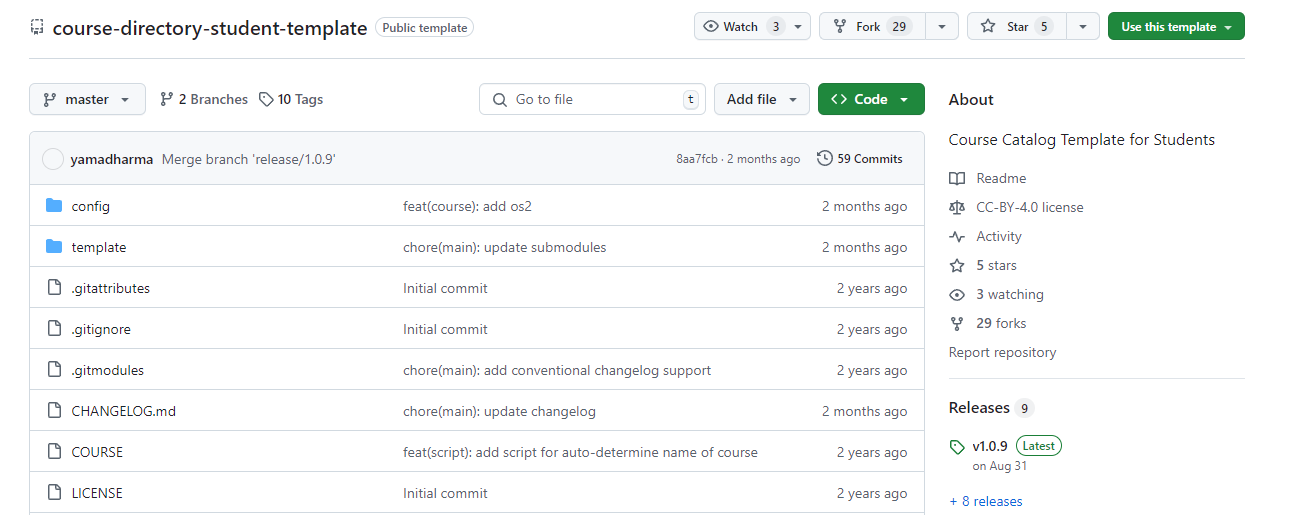 course-directory-student-template Public template Watch 3 Fork 29 Star 5 Use this template
master 2 Branches 10 Tags Go to file t Add file Code
yamadharma Merge branch 'release/1.0.9' 8aa7fcb · 2 months ago 59 Commits
config feat(course): add os2 2 months ago
template chore(main): update submodules 2 months ago
.gitattributes Initial commit 2 years ago
.gitignore Initial commit 2 years ago
.gitmodules chore(main): add conventional changelog support 2 years ago
CHANGELOG.md chore(main): update changelog 2 months ago
COURSE feat(script): add script for auto-determine name of course 2 years ago
LICENSE Initial commit 2 years ago
About
Course Catalog Template for Students
Readme
CC-BY-4.0 license
Activity
5 stars
3 watching
29 forks
Report repository
Releases 9
v1.0.9 Latest
on Aug 31
+ 8 releases